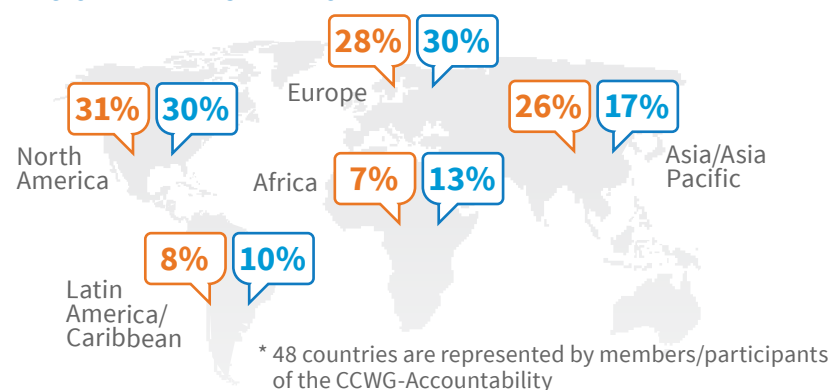 28% 30%
Europe
31% 30%
North
America
26% 17%
Asia/Asia
Pacific
Africa
7% 13%
8% 10%
Latin
America/
Caribbean
* 48 countries are represented by members/participants
of the CCWG-Accountability